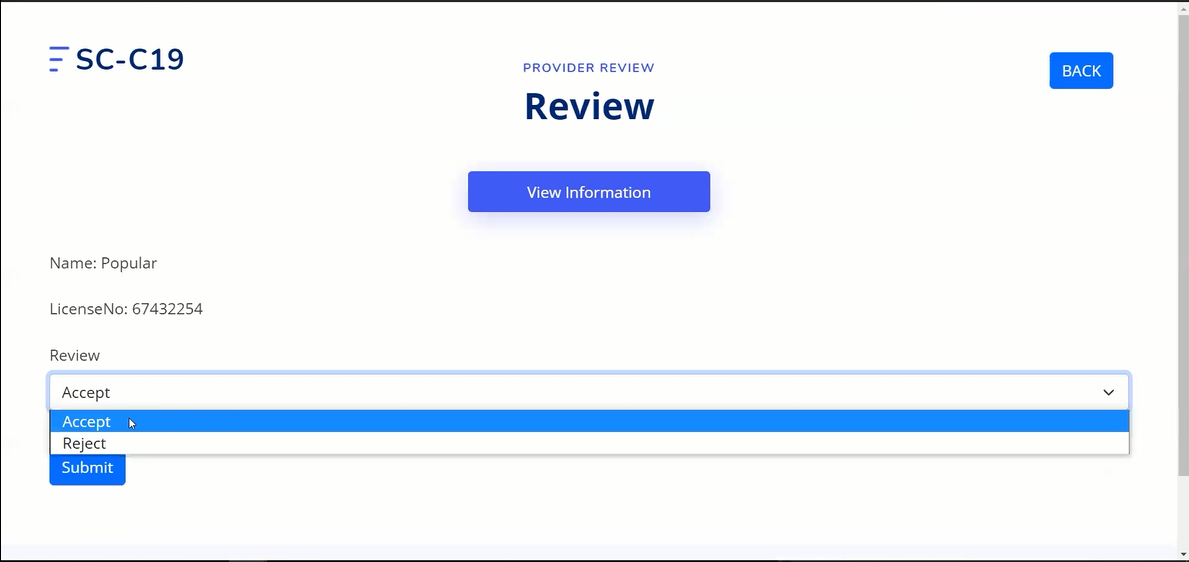 SC-C19
PROVIDER REVIEW
BACK
Review
View Information
Name: Popular
LicenseNo: 67432254
Review
Accept
Accept
Reject
Submit